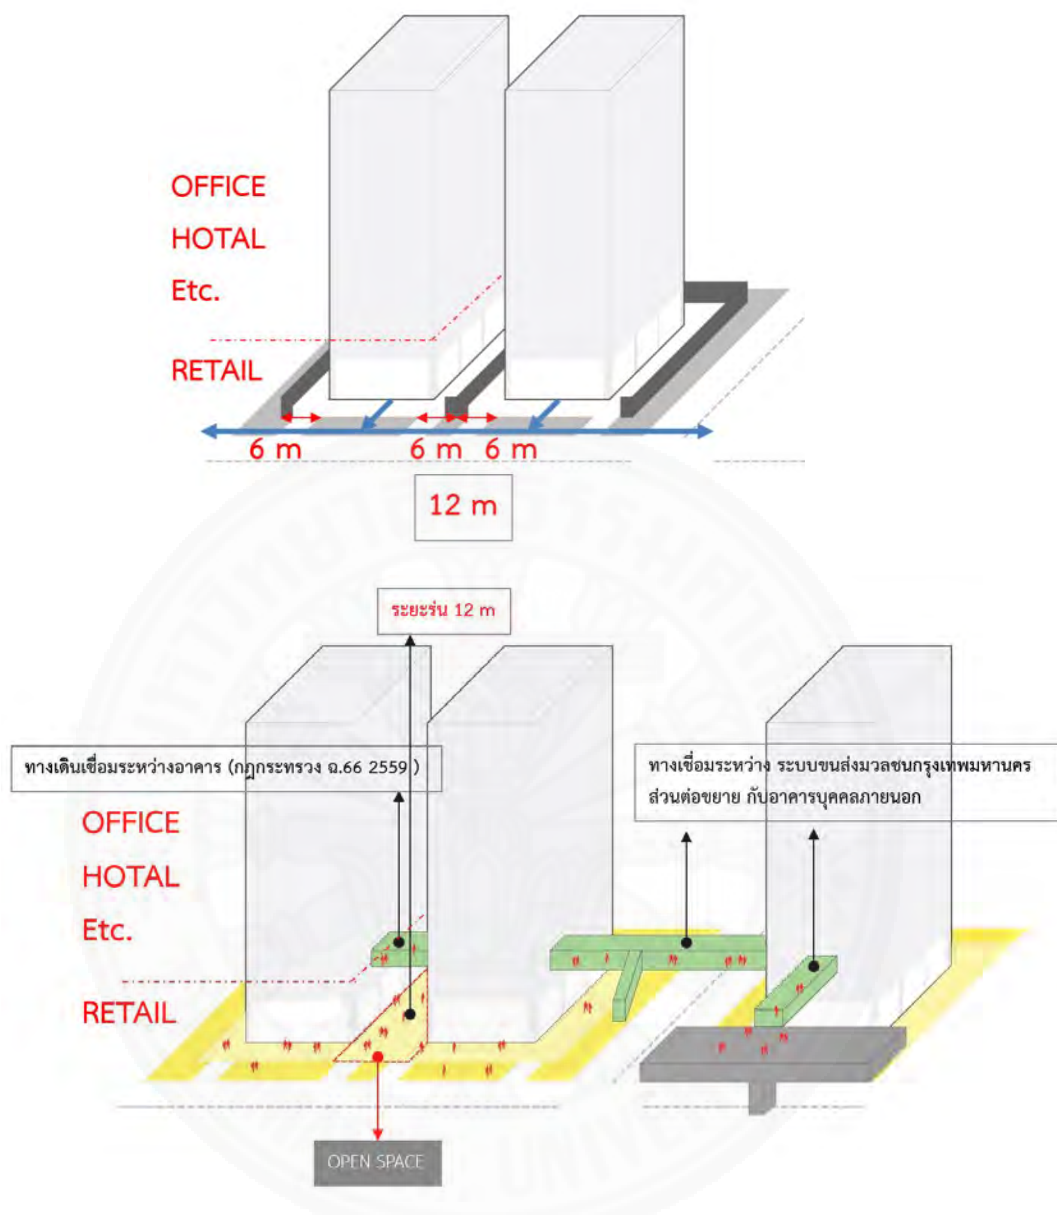 OFFICE
HOTAL
Etc.
RETAIL
6 m
6 m
6 m
12 m
ระยะร่น 12 m
ทางเดินเชื่อมระหว่างอาคาร (กฎกระทรวง ฉ.66 2559 )
ทางเชื่อมระหว่าง ระบบขนส่งมวลชนกรุงเทพมหานคร
ส่วนต่อขยาย กับอาคารบุคคลภายนอก
OFFICE
HOTAL
Etc.
RETAIL
OPEN SPACE